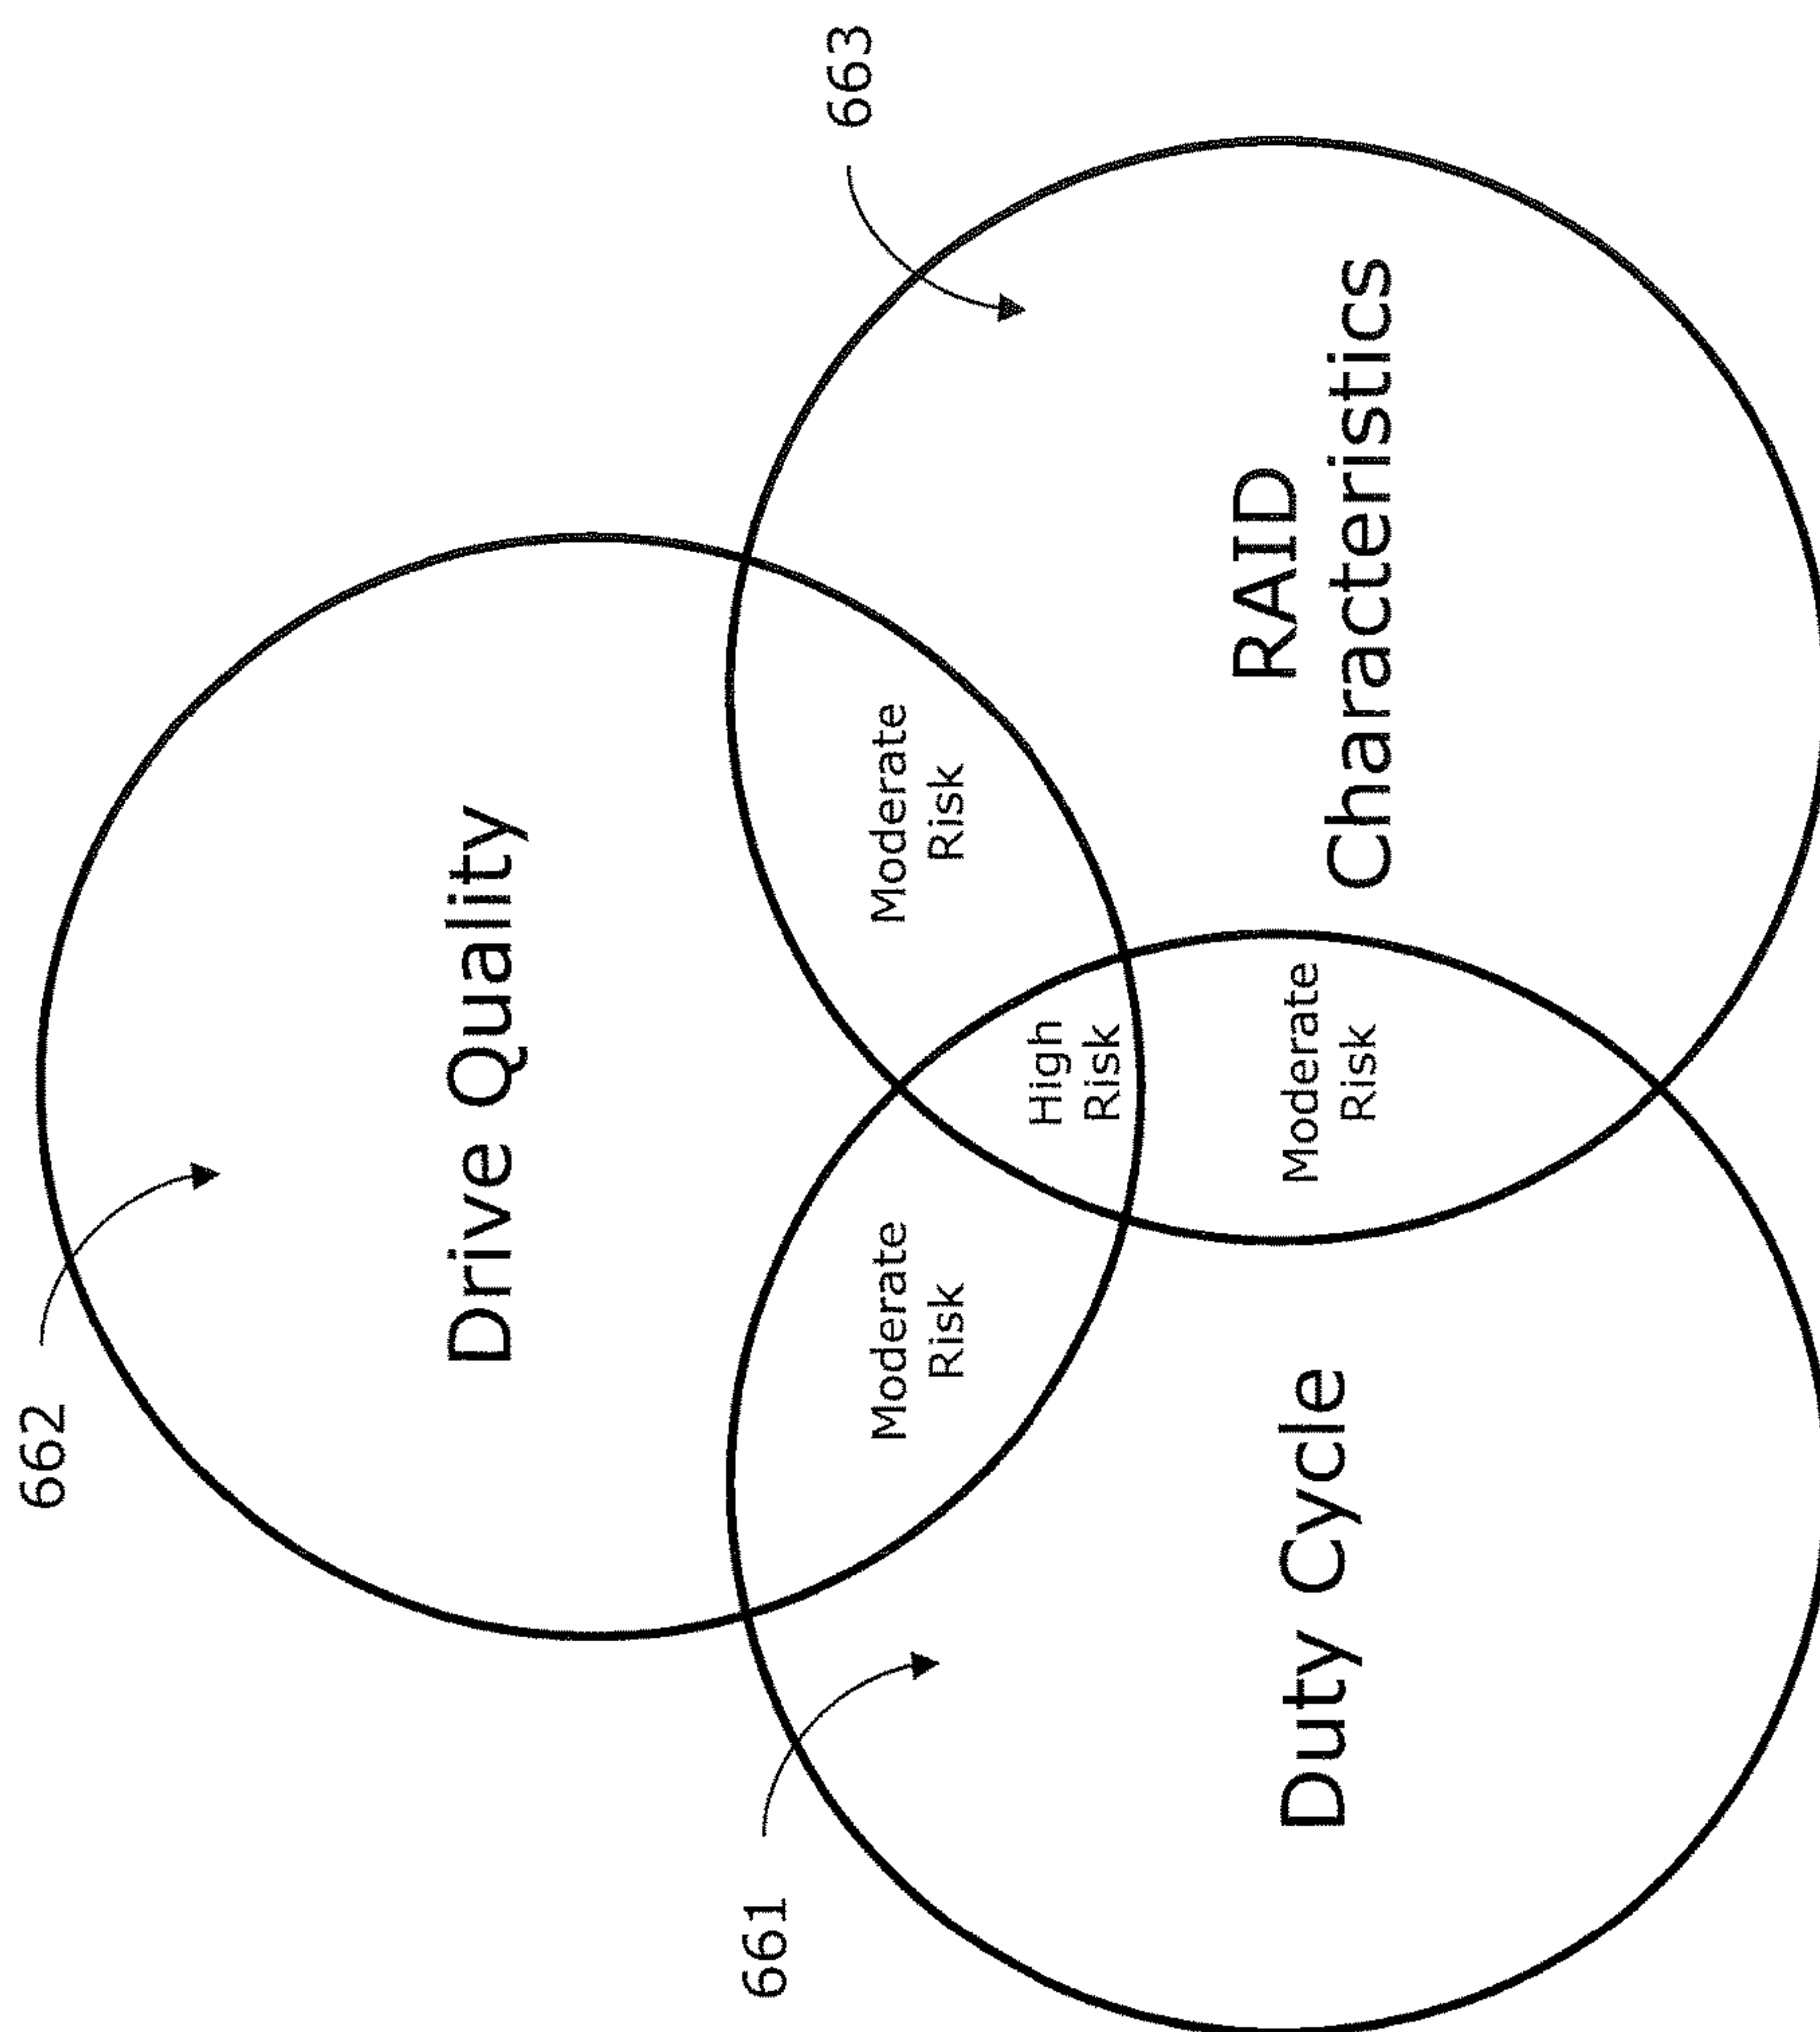 662
Drive Quality
663
661
Moderate
Risk
Moderate
Risk
High
Risk
Duty Cycle
Moderate
Risk
RAID
Characteristics